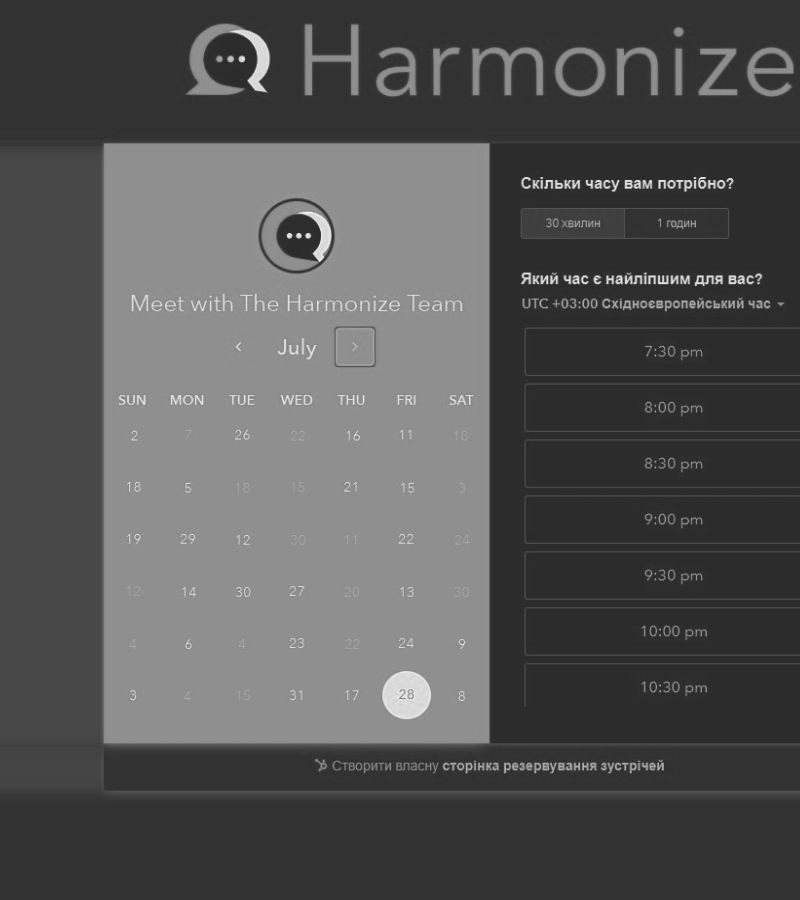 Harmonize
Meet with The Harmonize Team
July
SUN MON TUE WED THU FRI SAT
2 7 26 22 16 11 18
18 5 18 15 21 15 3
19 29 12 30 11 22 24
12 14 30 27 20 13 30
4 6 4 23 22 24 9
3 4 15 31 17 28 8
Скільки часу вам потрібно?
30 хвилин 1 годин
Який час є найліпшим для вас?
UTC +03:00 Східноєвропейський час
7:30 pm
8:00 pm
8:30 pm
9:00 pm
9:30 pm
10:00 pm
10:30 pm
Створити власну сторінка резервування зустрічей